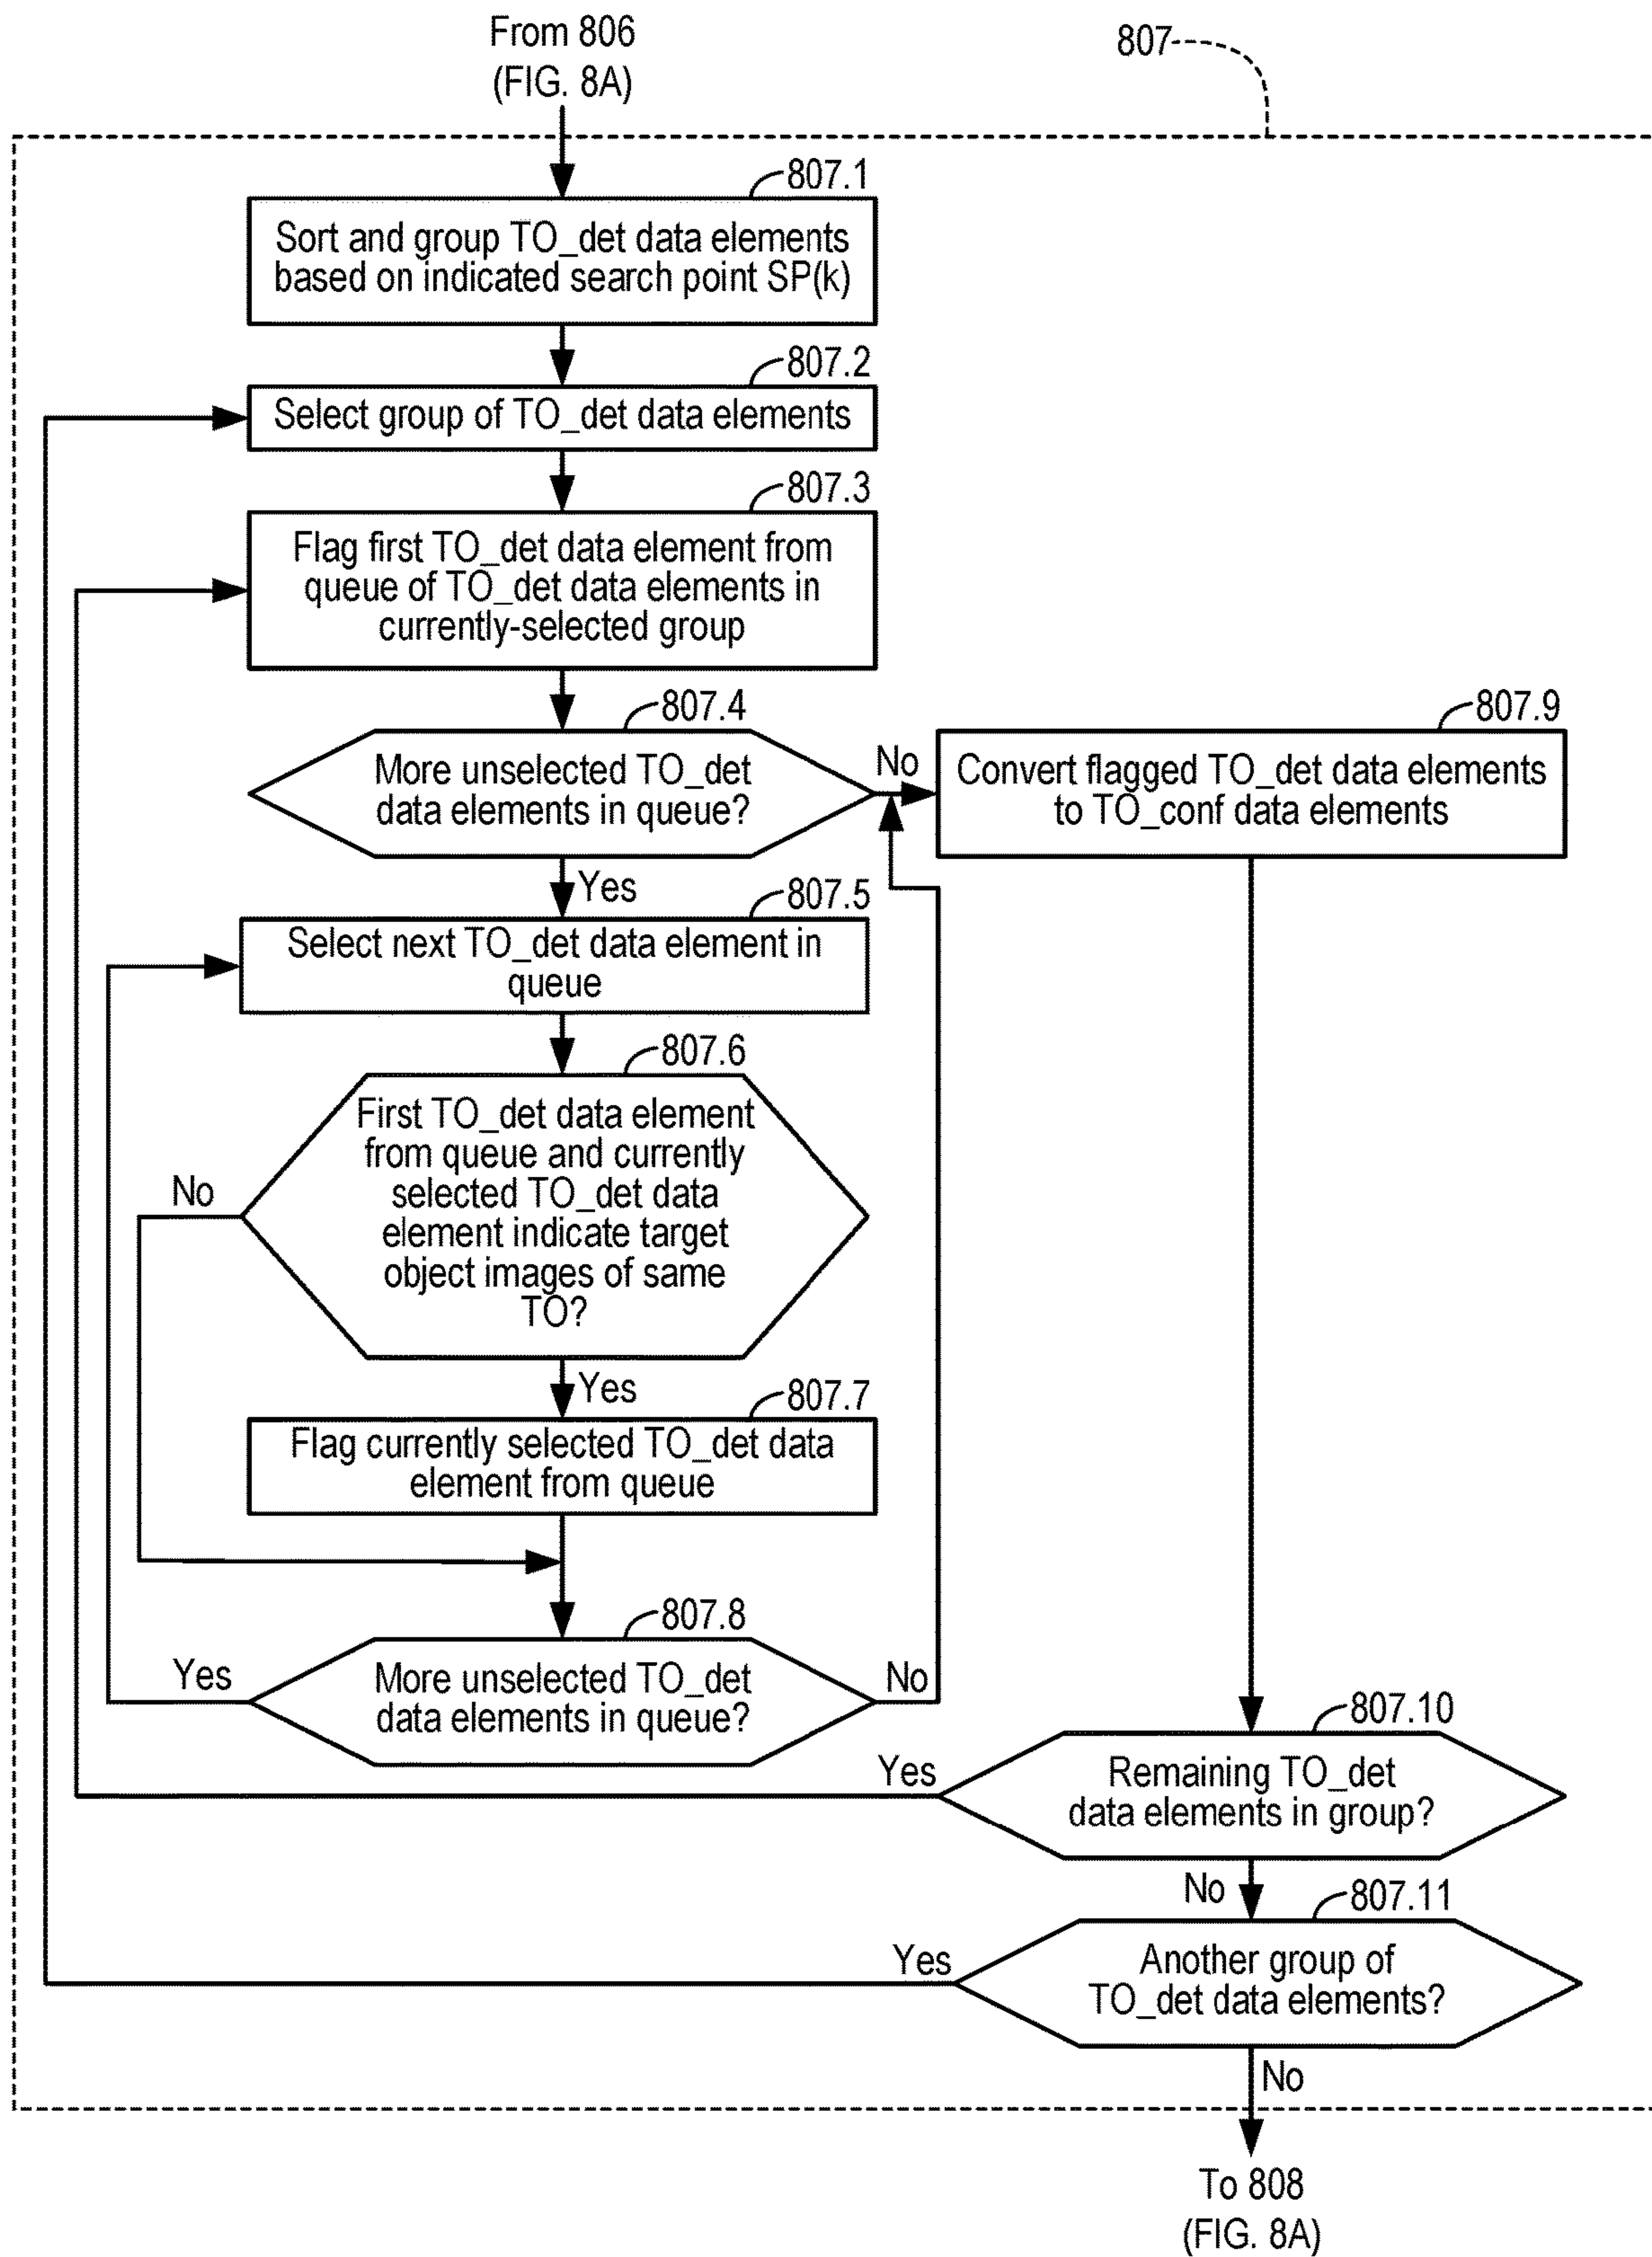 From 806
(FIG. 8A)
807
807.1
Sort and group TO_det data elements
based on indicated search point SP(k)
807.2
Select group of TO_det data elements
807.3
Flag first TO_det data element from
queue of TO_det data elements in
currently-selected group
807.4
More unselected TO_det
data elements in queue?
No
807.9
Convert flagged TO_det data elements
to TO_conf data elements
Yes
807.5
Select next TO_det data element in
queue
807.6
First TO_det data element
from queue and currently
selected TO_det data
element indicate target
object images of same
TO?
No
Yes
807.7
Flag currently selected TO_det data
element from queue
807.8
More unselected TO_det
data elements in queue?
Yes
No
807.10
Remaining TO_det
data elements in group?
Yes
No
807.11
Another group of
TO_det data elements?
Yes
No
To 808
(FIG. 8A)